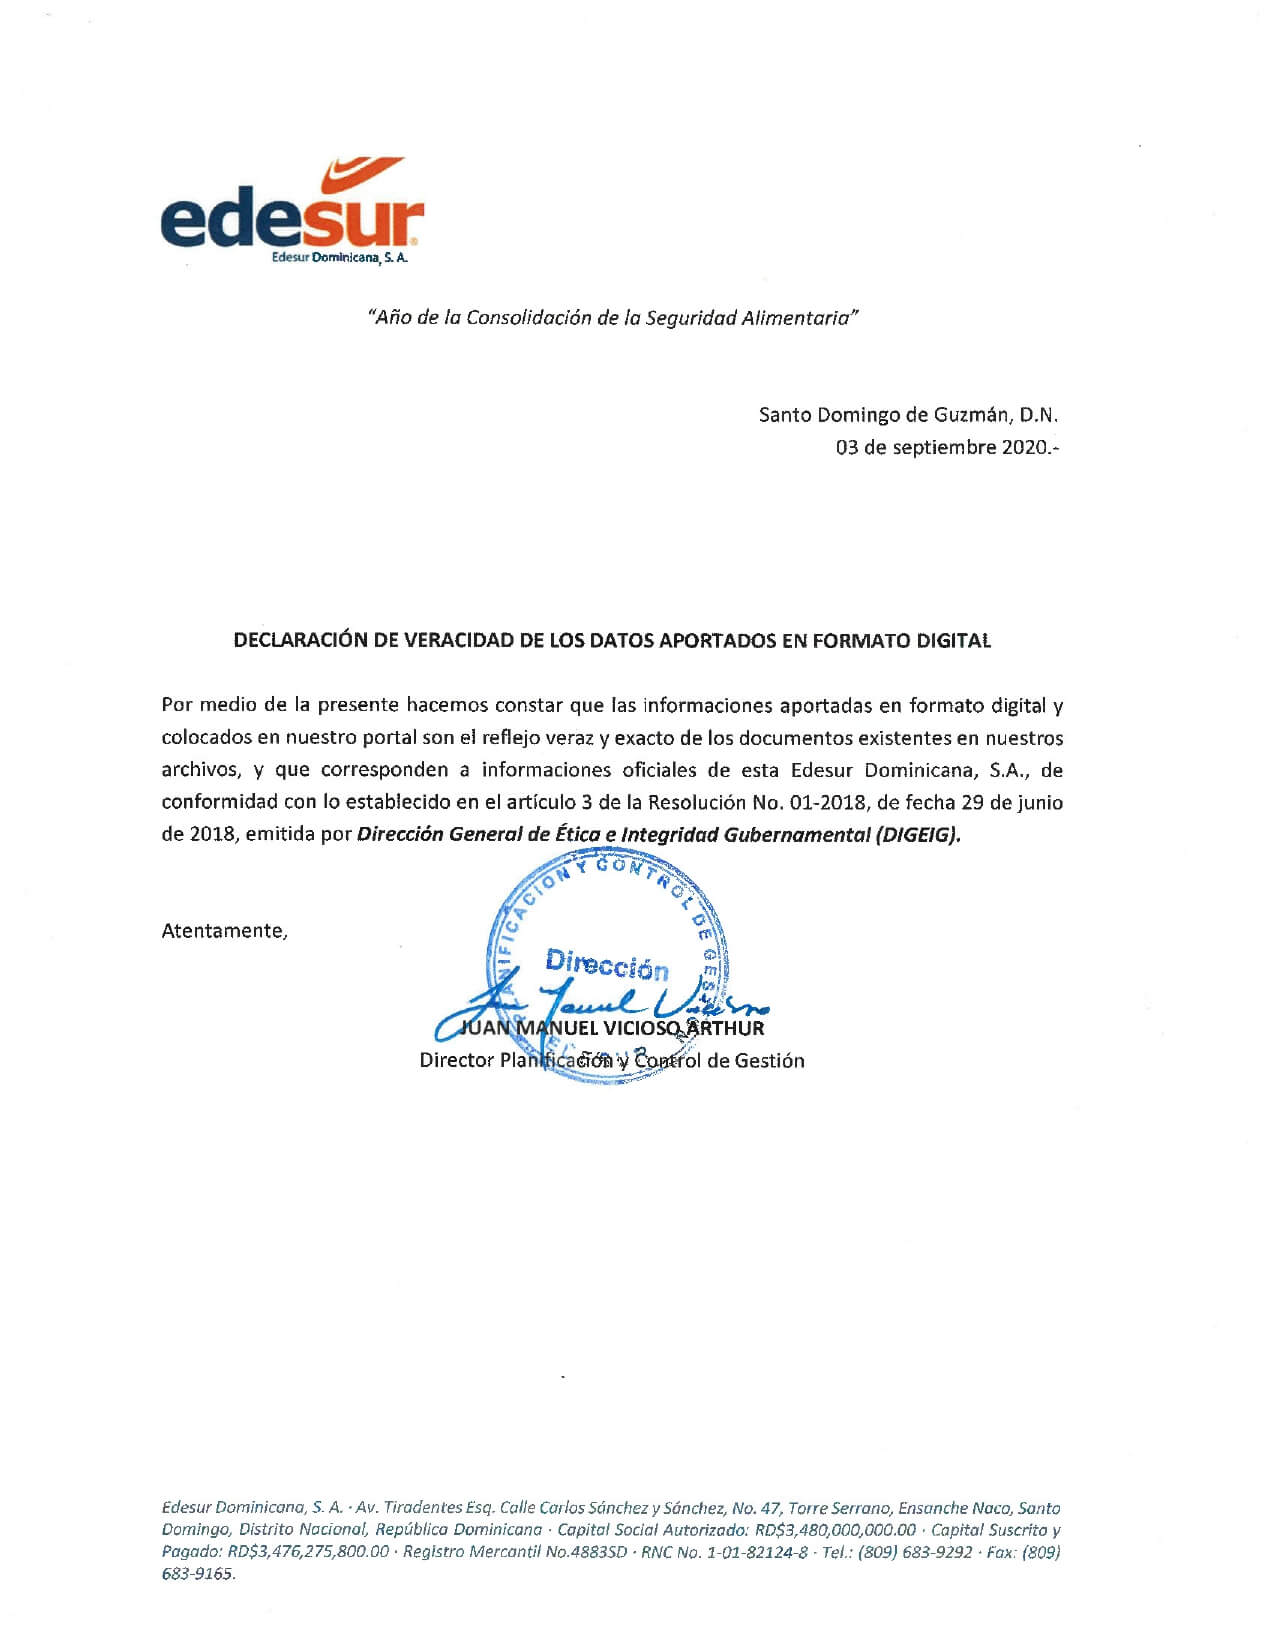 edesur
Edesur Dominicana, S. A.
"Año de la Consolidación de la Seguridad Alimentaria"
Santo Domingo de Guzmán, D.N.
03 de septiembre 2020.-
DECLARACIÓN DE VERACIDAD DE LOS DATOS APORTADOS EN FORMATO DIGITAL
Por medio de la presente hacemos constar que las informaciones aportadas en formato digital y
colocados en nuestro portal son el reflejo veraz y exacto de los documentos existentes en nuestros
archivos, y que corresponden a informaciones oficiales de esta Edesur Dominicana, S.A., de
conformidad con lo establecido en el artículo 3 de la Resolución No. 01-2018, de fecha 29 de junio
de 2018, emitida por Dirección General de Ética e Integridad Gubernamental (DIGEIG).
Atentamente,
PLANIFICACION Y CONTROL DE GESTION
Dirección
Juan Manuel Vicioso
JUAN MANUEL VICIOSO ARTHUR
Director Planificación y Control de Gestión
Edesur Dominicana, S. A. · Av. Tiradentes Esq. Calle Carlos Sánchez y Sánchez, No. 47, Torre Serrano, Ensanche Naco, Santo
Domingo, Distrito Nacional, República Dominicana · Capital Social Autorizado: RD$3,480,000,000.00 · Capital Suscrito y
Pagado: RD$3,476,275,800.00 · Registro Mercantil No.4883SD · RNC No. 1-01-82124-8 · Tel.: (809) 683-9292 · Fax: (809)
683-9165.